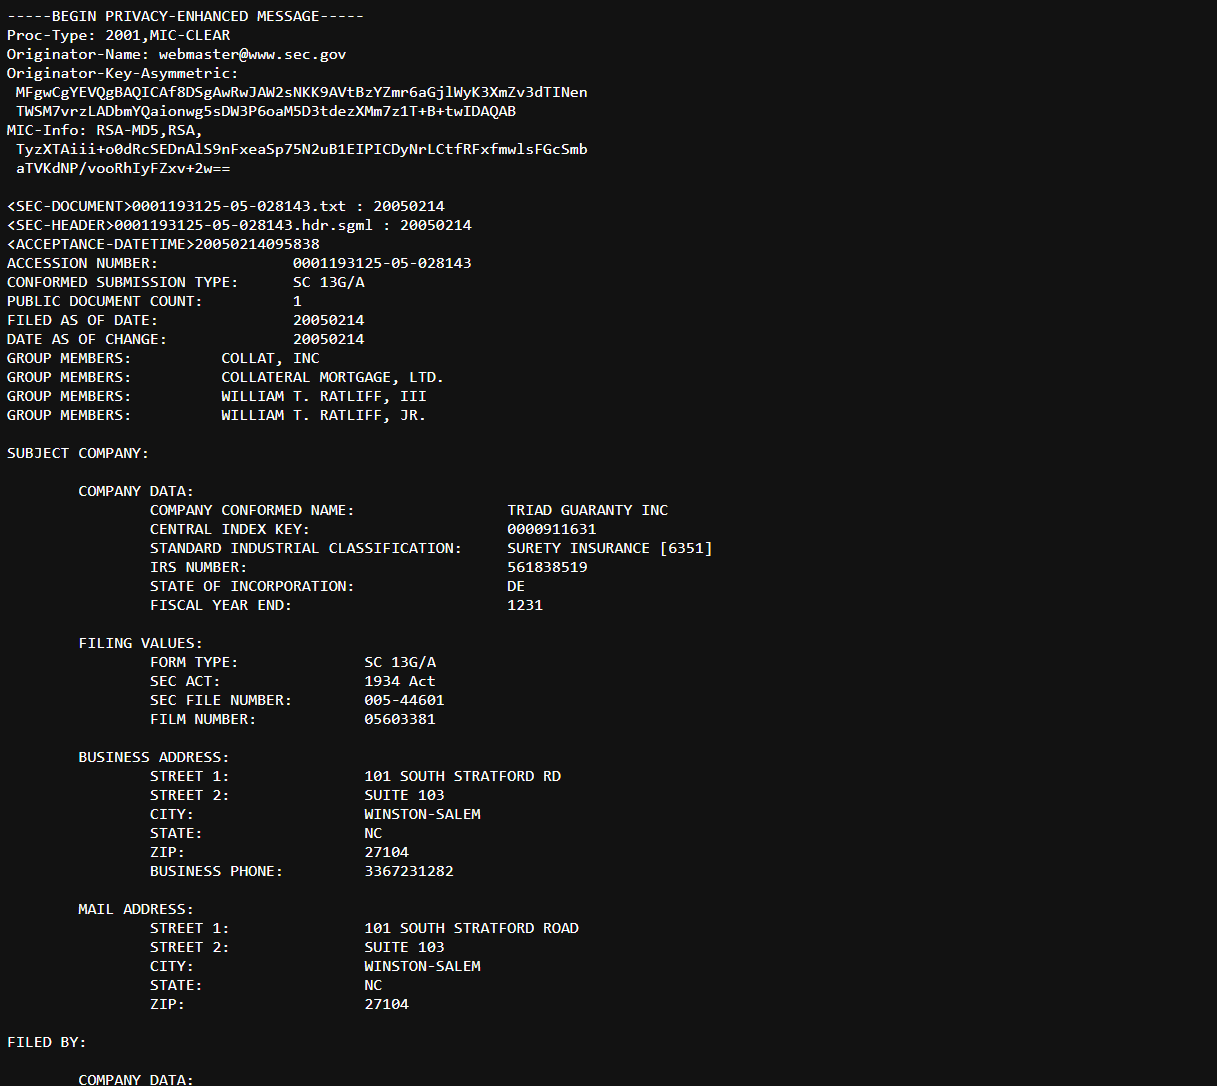 -----BEGIN PRIVACY-ENHANCED MESSAGE-----
Proc-Type: 2001,MIC-CLEAR
Originator-Name: webmaster@www.sec.gov
Originator-Key-Asymmetric:
MFgwCgYEVQgBAQICAf8DSgAwRwJAW2sNKK9AVtBzYZmr6aGjlWyK3XmZv3dTINen
TWSM7vrzLADbmYQaionwg5sDW3P6oaM5D3tdezXMm7z1T+B+twIDAQAB
MIC-Info: RSA-MD5,RSA,
TyzXTAiii+o0dRcSEDnAlS9nFxeaSp75N2uB1EIPICDyNrLCtfRFxfmwlsFGcSmb
aTVKdNP/vooRhIyFZxv+2w==
<SEC-DOCUMENT>0001193125-05-028143.txt : 20050214
<SEC-HEADER>0001193125-05-028143.hdr.sgml : 20050214
<ACCEPTANCE-DATETIME>20050214095838
ACCESSION NUMBER: 0001193125-05-028143
CONFORMED SUBMISSION TYPE: SC 13G/A
PUBLIC DOCUMENT COUNT: 1
FILED AS OF DATE: 20050214
DATE AS OF CHANGE: 20050214
GROUP MEMBERS: COLLAT, INC
GROUP MEMBERS: COLLATERAL MORTGAGE, LTD.
GROUP MEMBERS: WILLIAM T. RATLIFF, III
GROUP MEMBERS: WILLIAM T. RATLIFF, JR.
SUBJECT COMPANY:
COMPANY DATA:
COMPANY CONFORMED NAME: TRIAD GUARANTY INC
CENTRAL INDEX KEY: 0000911631
STANDARD INDUSTRIAL CLASSIFICATION: SURETY INSURANCE [6351]
IRS NUMBER: 561838519
STATE OF INCORPORATION: DE
FISCAL YEAR END: 1231
FILING VALUES:
FORM TYPE: SC 13G/A
SEC ACT: 1934 Act
SEC FILE NUMBER: 005-44601
FILM NUMBER: 05603381
BUSINESS ADDRESS:
STREET 1: 101 SOUTH STRATFORD RD
STREET 2: SUITE 103
CITY: WINSTON-SALEM
STATE: NC
ZIP: 27104
BUSINESS PHONE: 3367231282
MAIL ADDRESS:
STREET 1: 101 SOUTH STRATFORD ROAD
STREET 2: SUITE 103
CITY: WINSTON-SALEM
STATE: NC
ZIP: 27104
FILED BY:
COMPANY DATA: